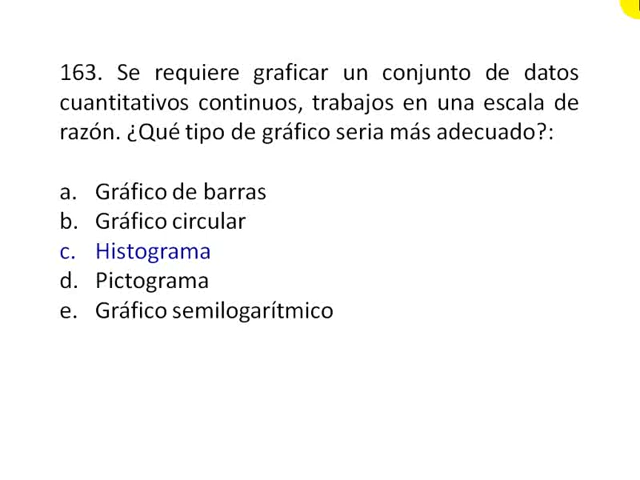 163. Se requiere graficar un conjunto de datos
cuantitativos continuos, trabajos en una escala de
razón. ¿Qué tipo de gráfico seria más adecuado?:
a. Gráfico de barras
b. Gráfico circular
c. Histograma
d. Pictograma
e. Gráfico semilogarítmico